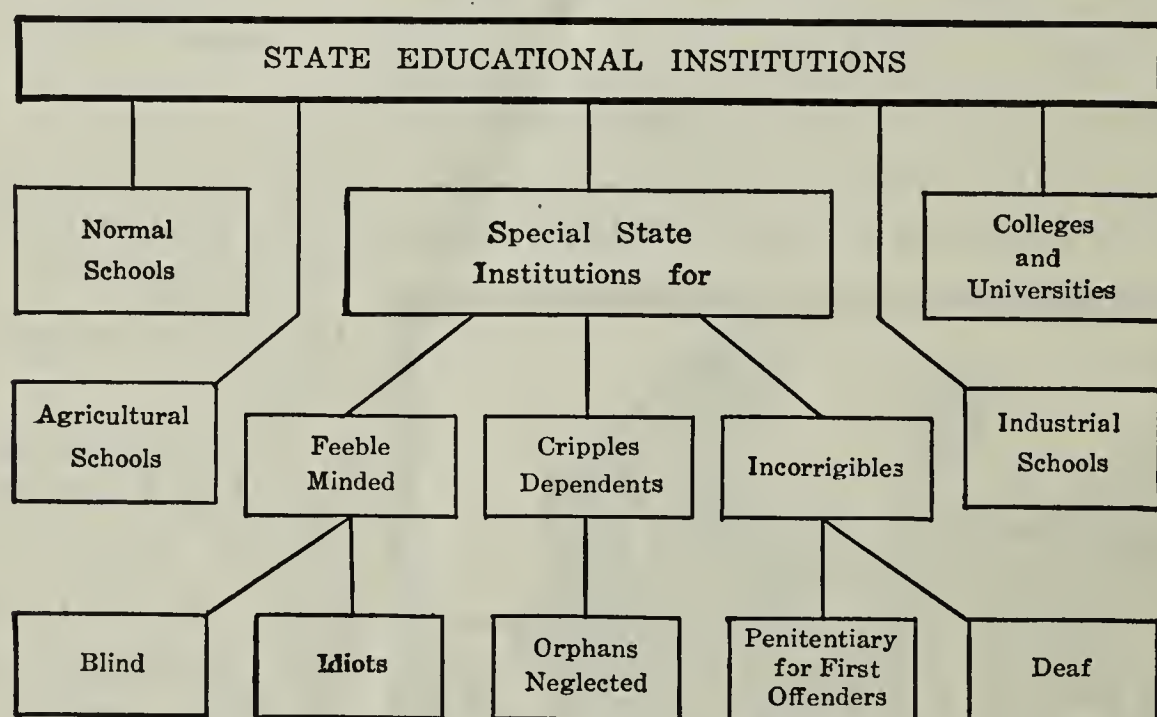 STATE EDUCATIONAL INSTITUTIONS
Normal
Schools
Special State
Institutions for
Colleges
and
Universities
Agricultural
Schools
Feeble
Minded
Cripples
Dependents
Incorrigibles
Industrial
Schools
Blind
Idiots
Orphans
Neglected
Penitentiary
for First
Offenders
Deaf